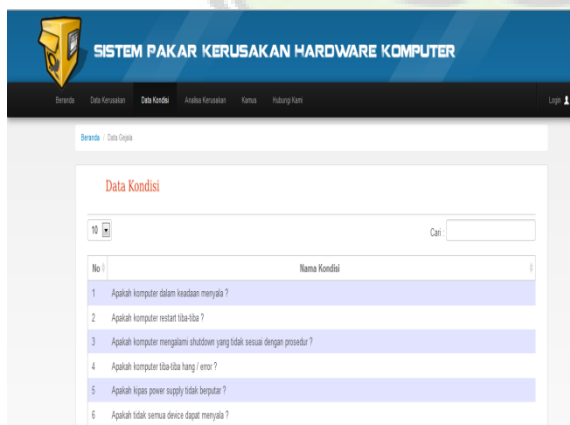 SISTEM PAKAR KERUSAKAN HARDWARE KOMPUTER
Beranda Data Kerusakan Data Kondisi Analisa Kerusakan Kamus Hubungi Kami Login
Beranda / Data Gejala
Data Kondisi
10 Cari :
No Nama Kondisi
1 Apakah komputer dalam keadaan menyala ?
2 Apakah komputer restart tiba-tiba ?
3 Apakah komputer mengalami shutdown yang tidak sesuai dengan prosedur ?
4 Apakah komputer tiba-tiba hang / error ?
5 Apakah kipas power supply tidak berputar ?
6 Apakah tidak semua device dapat menyala ?